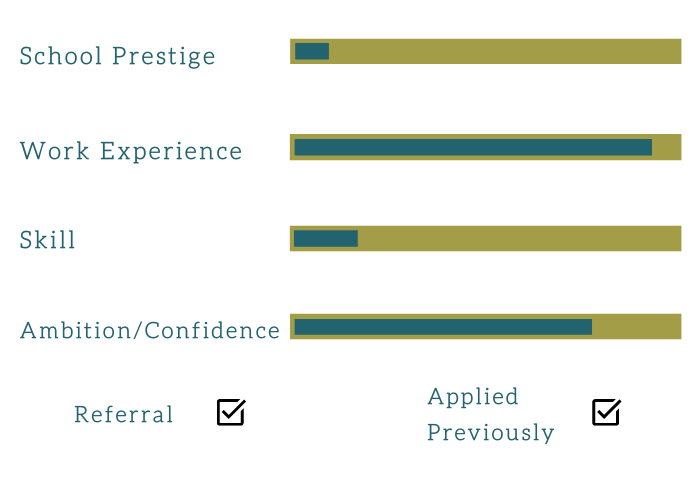 School Prestige
Work Experience
Skill
Ambition/Confidence
Referral
Applied
Previously